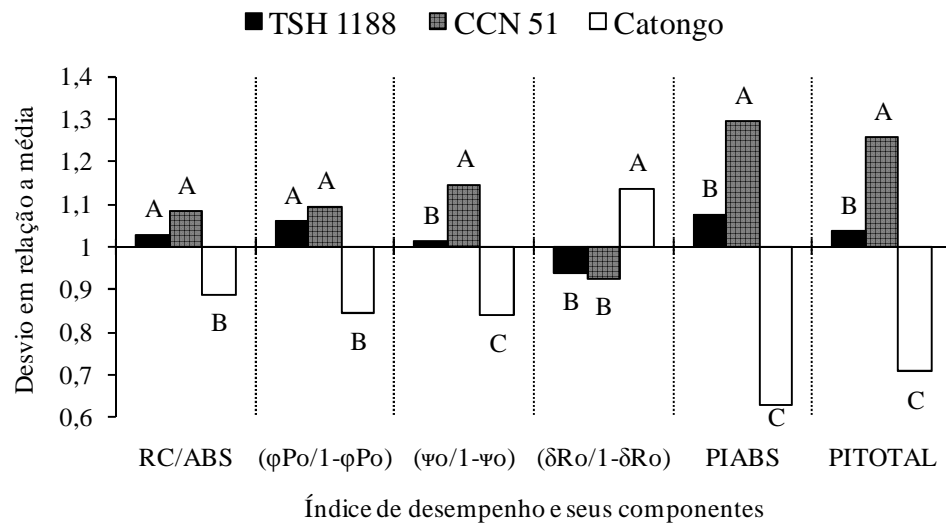 TSH 1188 CCN 51 Catongo
Desvio em relação a média
1,4
1,3
1,2
1,1
1
0,9
0,8
0,7
0,6
A A B
A A B
B A C
B B A
B A C
B A C
RC/ABS (φPo/1-φPo) (ψo/1-ψo) (δRo/1-δRo) PIABS PITOTAL
Índice de desempenho e seus componentes